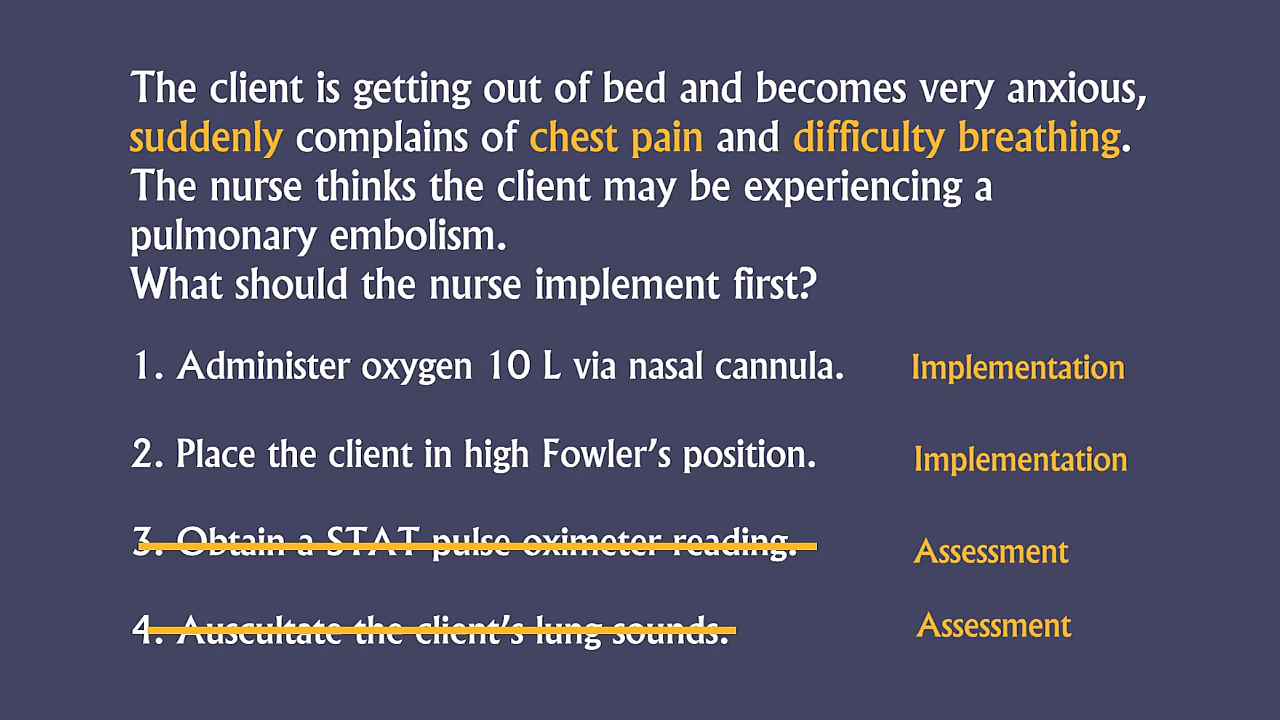 The client is getting out of bed and becomes very anxious,
suddenly complains of chest pain and difficulty breathing.
The nurse thinks the client may be experiencing a
pulmonary embolism.
What should the nurse implement first?
1. Administer oxygen 10 L via nasal cannula. Implementation
2. Place the client in high Fowler's position. Implementation
3. Obtain a STAT pulse oximeter reading. Assessment
4. Auscultate the client's lung sounds. Assessment